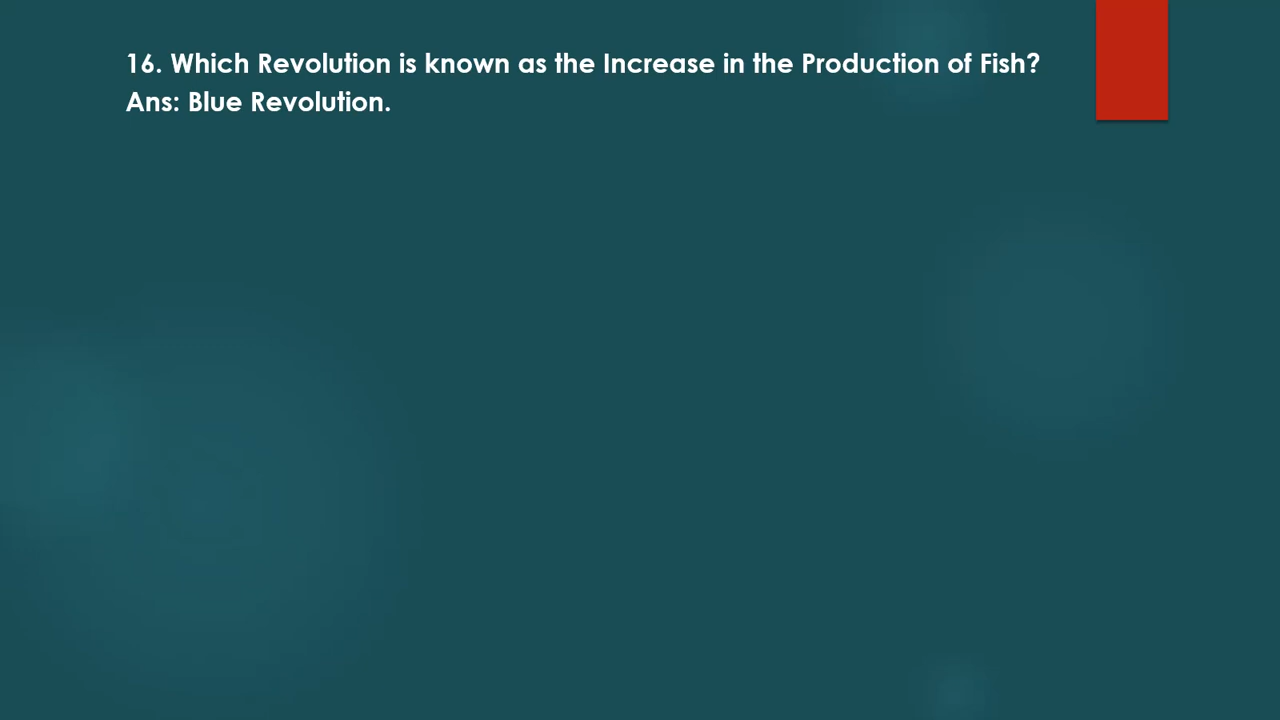 16. Which Revolution is known as the Increase in the Production of Fish?
Ans: Blue Revolution.